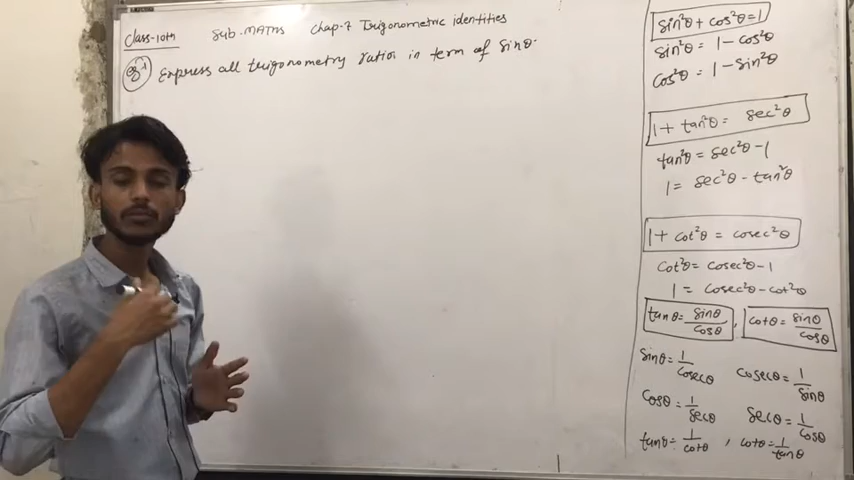 Class-10th Sub. MATHS Chap-7 Trigonometric identities
Express all trigonometry ratio in term of sinθ.
sin²θ + cos²θ = 1
sin²θ = 1 - cos²θ
cos²θ = 1 - sin²θ
1 + tan²θ = sec²θ
tan²θ = sec²θ - 1
1 = sec²θ - tan²θ
1 + cot²θ = cosec²θ
cot²θ = cosec²θ - 1
1 = cosec²θ - cot²θ
tanθ = sinθ/cosθ , cotθ = sinθ/cosθ
sinθ = 1/cosecθ cosecθ = 1/sinθ
cosθ = 1/secθ secθ = 1/cosθ
tanθ = 1/cotθ , cotθ = 1/tanθ